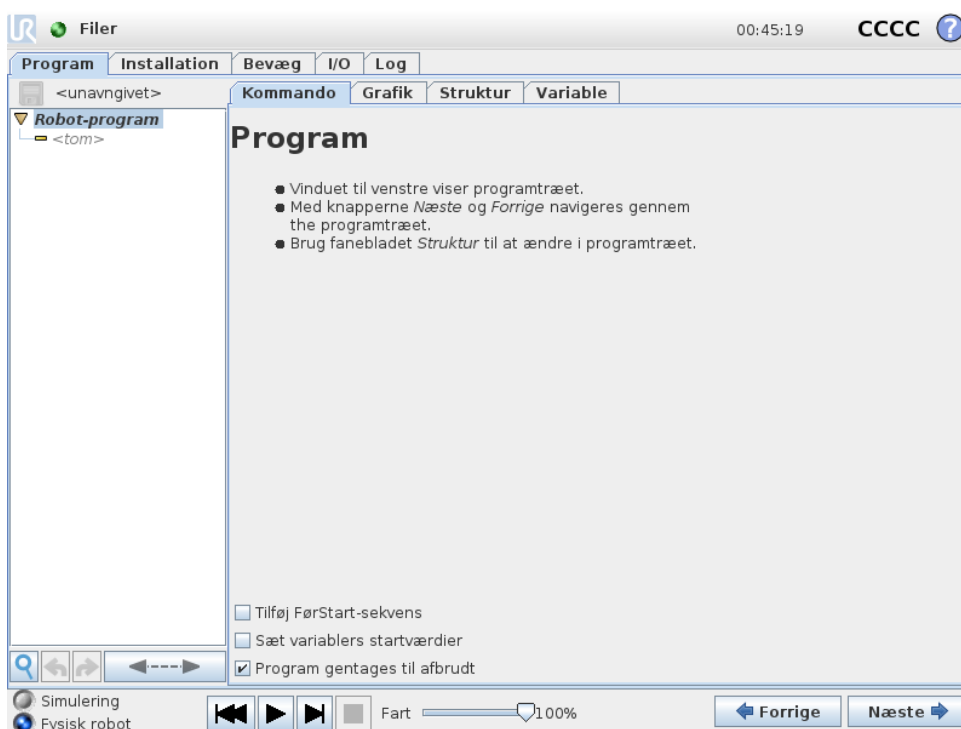 UR Filer 00:45:19 CCCC ?
Program Installation Bevæg I/O Log
<unavngivet> Kommando Grafik Struktur Variable
Robot-program
<tom>
Program
Vinduet til venstre viser programtræet.
Med knapperne Næste og Forrige navigeres gennem
the programtræet.
Brug fanebladet Struktur til at ændre i programtræet.
Tilføj FørStart-sekvens
Sæt variablers startværdier
Program gentages til afbrudt
Simulering
Fysisk robot
Fart 100%
Forrige Næste